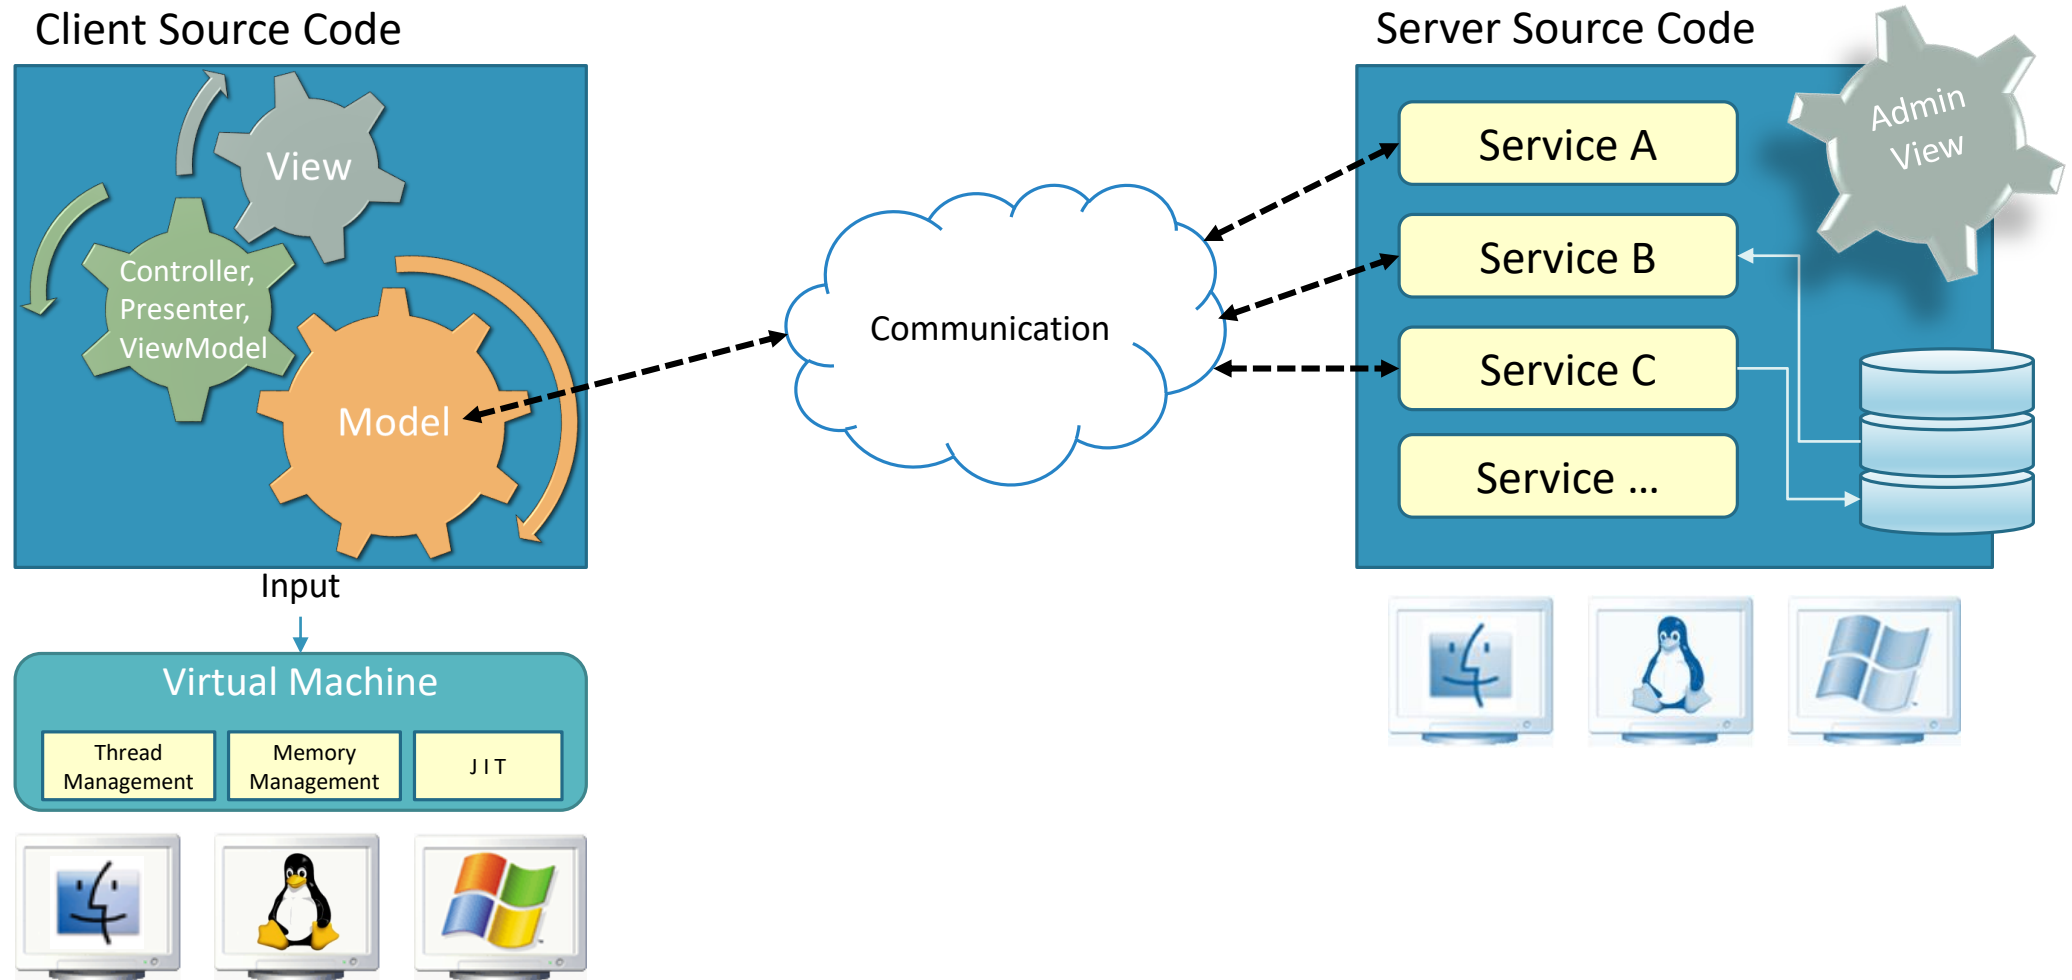 Client Source Code
View
Controller,
Presenter,
ViewModel
Model
Input
Virtual Machine
Thread
Management
Memory
Management
J I T
Communication
Server Source Code
Admin
View
Service A
Service B
Service C
Service ...